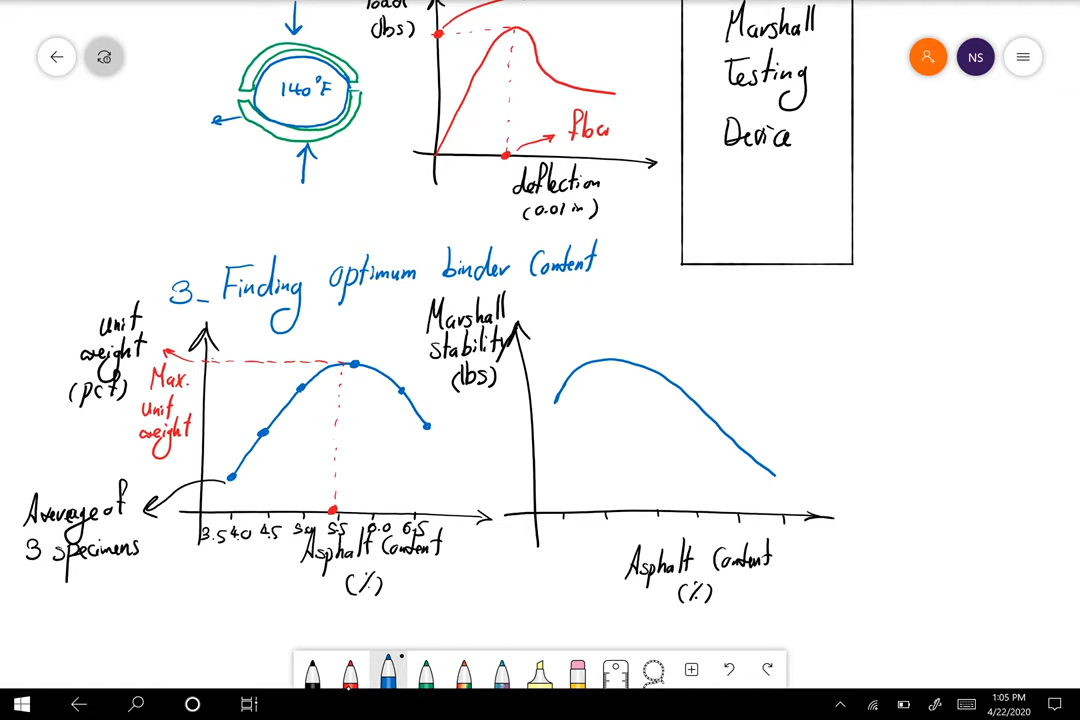 load
(lbs)
140°F
flow
deflection
(0.01 in)
Marshall
Testing
Device
NS
3_ Finding optimum binder Content
Unit
weight
(pcf)
Max.
Unit
weight
Average of
3 specimens
3.5 4.0 4.5 5.0 5.5 6.0 6.5
Asphalt Content
(%)
Marshall
stability
(lbs)
Asphalt Content
(%)
1:05 PM
4/22/2020